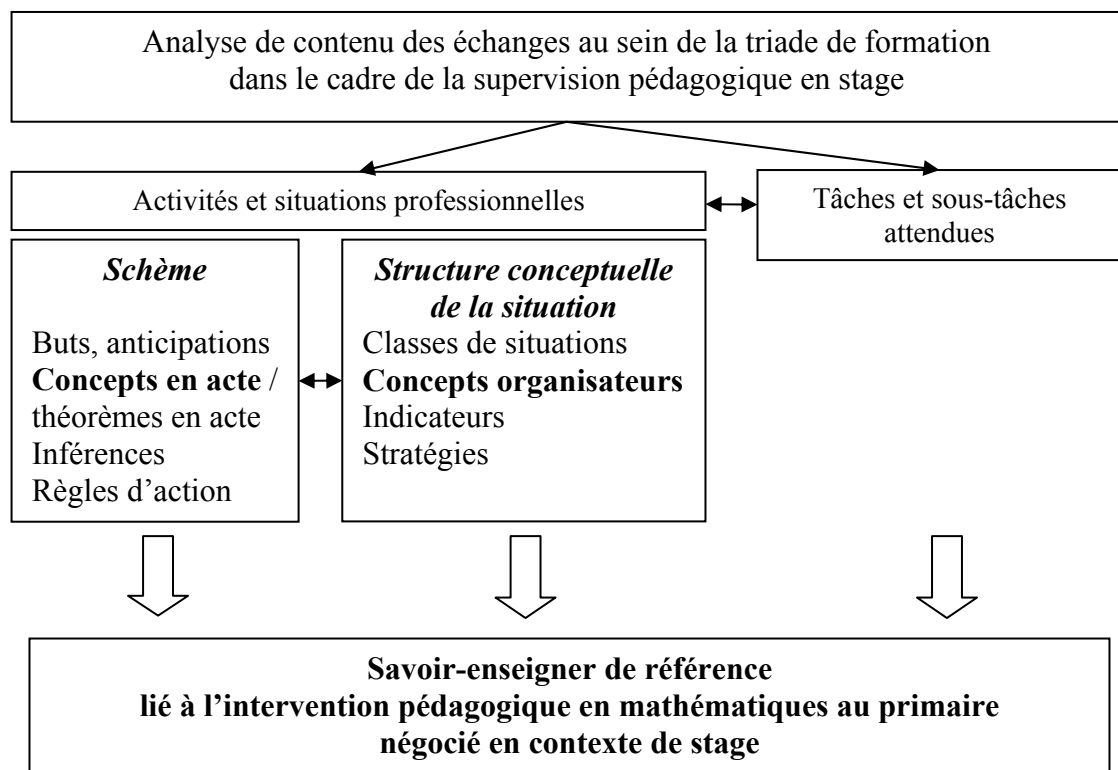 Analyse de contenu des échanges au sein de la triade de formation
dans le cadre de la supervision pédagogique en stage
Activités et situations professionnelles
Tâches et sous-tâches
attendues
Schème
Buts, anticipations
Concepts en acte /
théorèmes en acte
Inférences
Règles d'action
Structure conceptuelle
de la situation
Classes de situations
Concepts organisateurs
Indicateurs
Stratégies
Savoir-enseigner de référence
lié à l'intervention pédagogique en mathématiques au primaire
négocié en contexte de stage